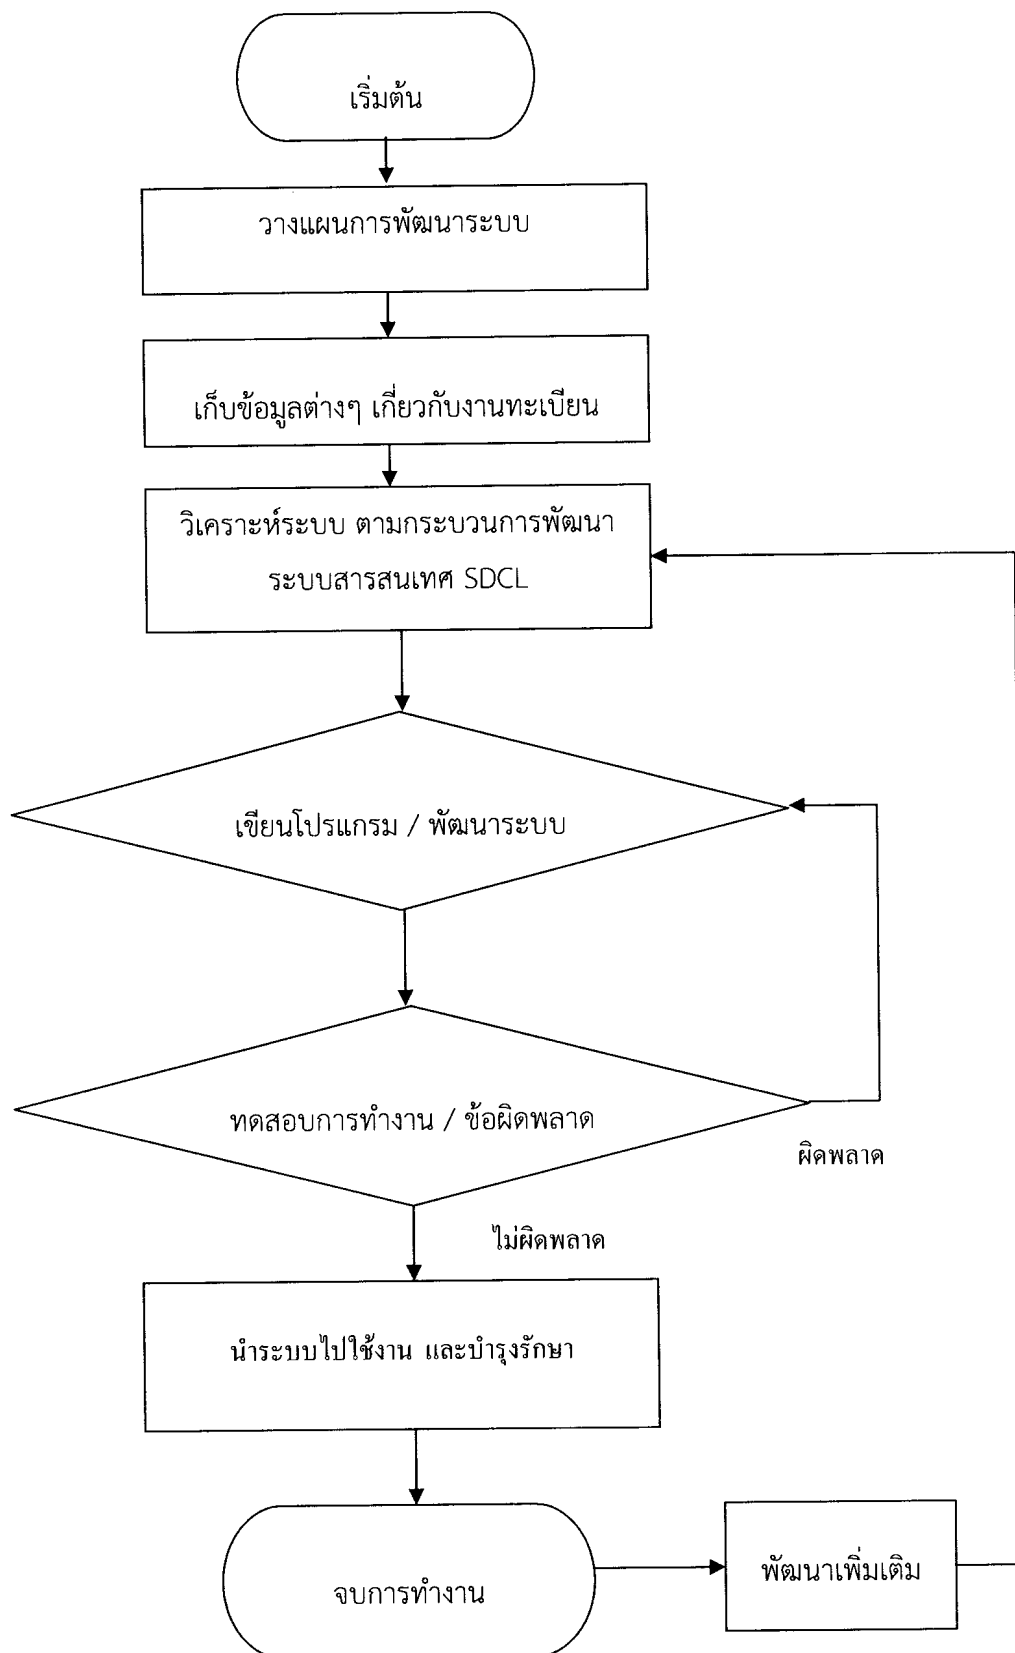 เริ่มต้น
วางแผนการพัฒนาระบบ
เก็บข้อมูลต่างๆ เกี่ยวกับงานทะเบียน
วิเคราะห์ระบบ ตามกระบวนการพัฒนา
ระบบสารสนเทศ SDCL
เขียนโปรแกรม / พัฒนาระบบ
ทดสอบการทำงาน / ข้อผิดพลาด
ผิดพลาด
ไม่ผิดพลาด
นำระบบไปใช้งาน และบำรุงรักษา
จบการทำงาน
พัฒนาเพิ่มเติม